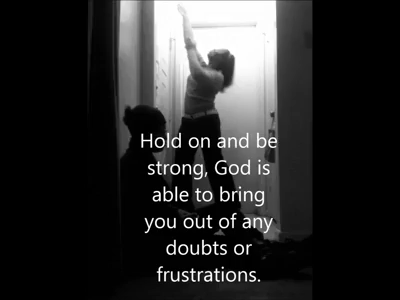 Hold on and be
strong, God is
able to bring
you out of any
doubts or
frustrations.